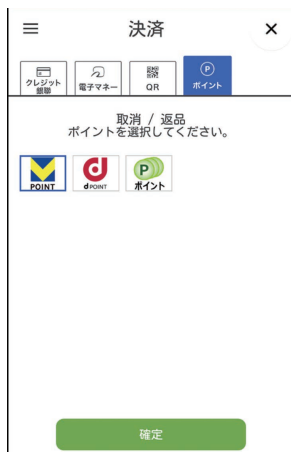 決済
クレジット
銀聯
電子マネー
QR
P
ポイント
取消 / 返品
ポイントを選択してください。
POINT
d POINT
P
ポイント
確定